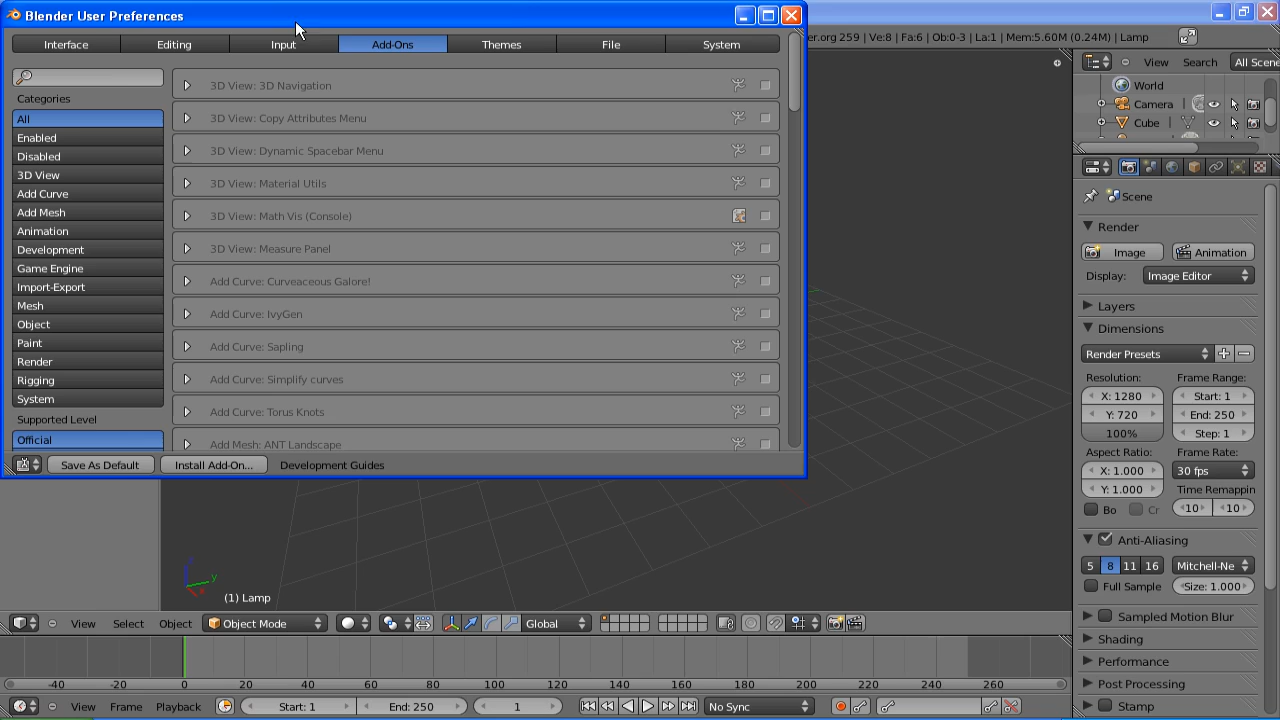 Blender User Preferences
er.org 259 | Ve:8 | Fa:6 | Ob:0-3 | La:1 | Mem:5.60M (0.24M) | Lamp
Interface Editing Input Add-Ons Themes File System
View Search All Scene
World
Camera
Cube
Categories
All
Enabled
Disabled
3D View
Add Curve
Add Mesh
Animation
Development
Game Engine
Import-Export
Mesh
Object
Paint
Render
Rigging
System
Supported Level
Official
3D View: 3D Navigation
3D View: Copy Attributes Menu
3D View: Dynamic Spacebar Menu
3D View: Material Utils
3D View: Math Vis (Console)
3D View: Measure Panel
Add Curve: Curveaceous Galore!
Add Curve: IvyGen
Add Curve: Sapling
Add Curve: Simplify curves
Add Curve: Torus Knots
Add Mesh: ANT Landscape
Save As Default Install Add-On... Development Guides
Scene
Render
Image Animation
Display: Image Editor
Layers
Dimensions
Render Presets
Resolution: Frame Range:
X: 1280 Start: 1
Y: 720 End: 250
100% Step: 1
Aspect Ratio: Frame Rate:
X: 1.000 30 fps
Y: 1.000 Time Remappin
Bo Cr 10 10
Anti-Aliasing
5 8 11 16 Mitchell-Ne
Full Sample Size: 1.000
Sampled Motion Blur
Shading
Performance
Post Processing
Stamp
z
y
x
(1) Lamp
View Select Object Object Mode Global
-40 -20 0 20 40 60 80 100 120 140 160 180 200 220 240 260
View Frame Playback Start: 1 End: 250 1 No Sync